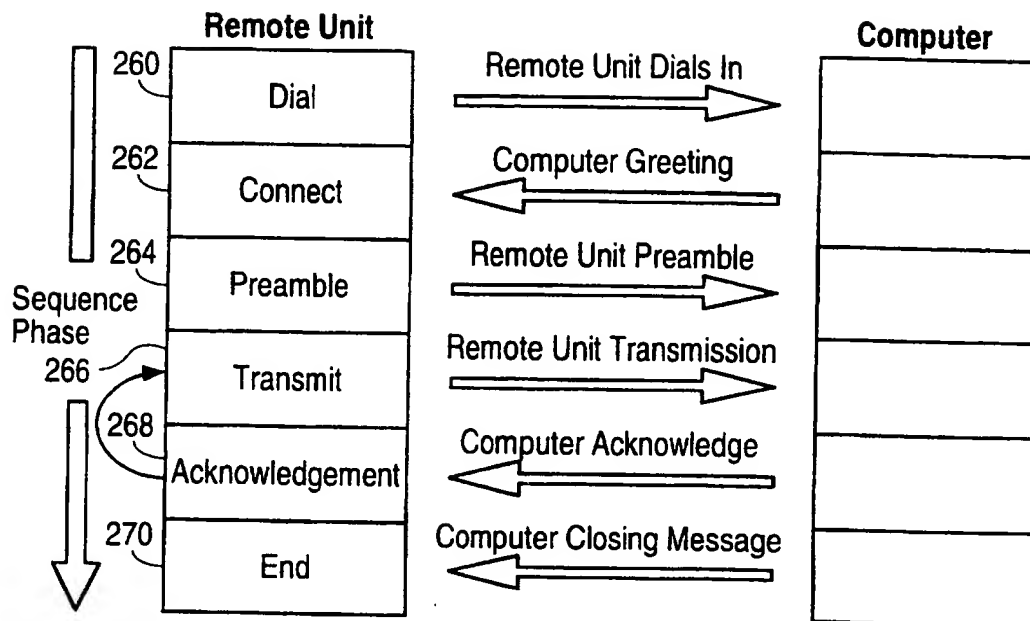 Remote Unit
Computer
260
Dial
Remote Unit Dials In
262
Connect
Computer Greeting
264
Preamble
Remote Unit Preamble
Sequence
Phase
266
Transmit
Remote Unit Transmission
268
Acknowledgement
Computer Acknowledge
270
End
Computer Closing Message